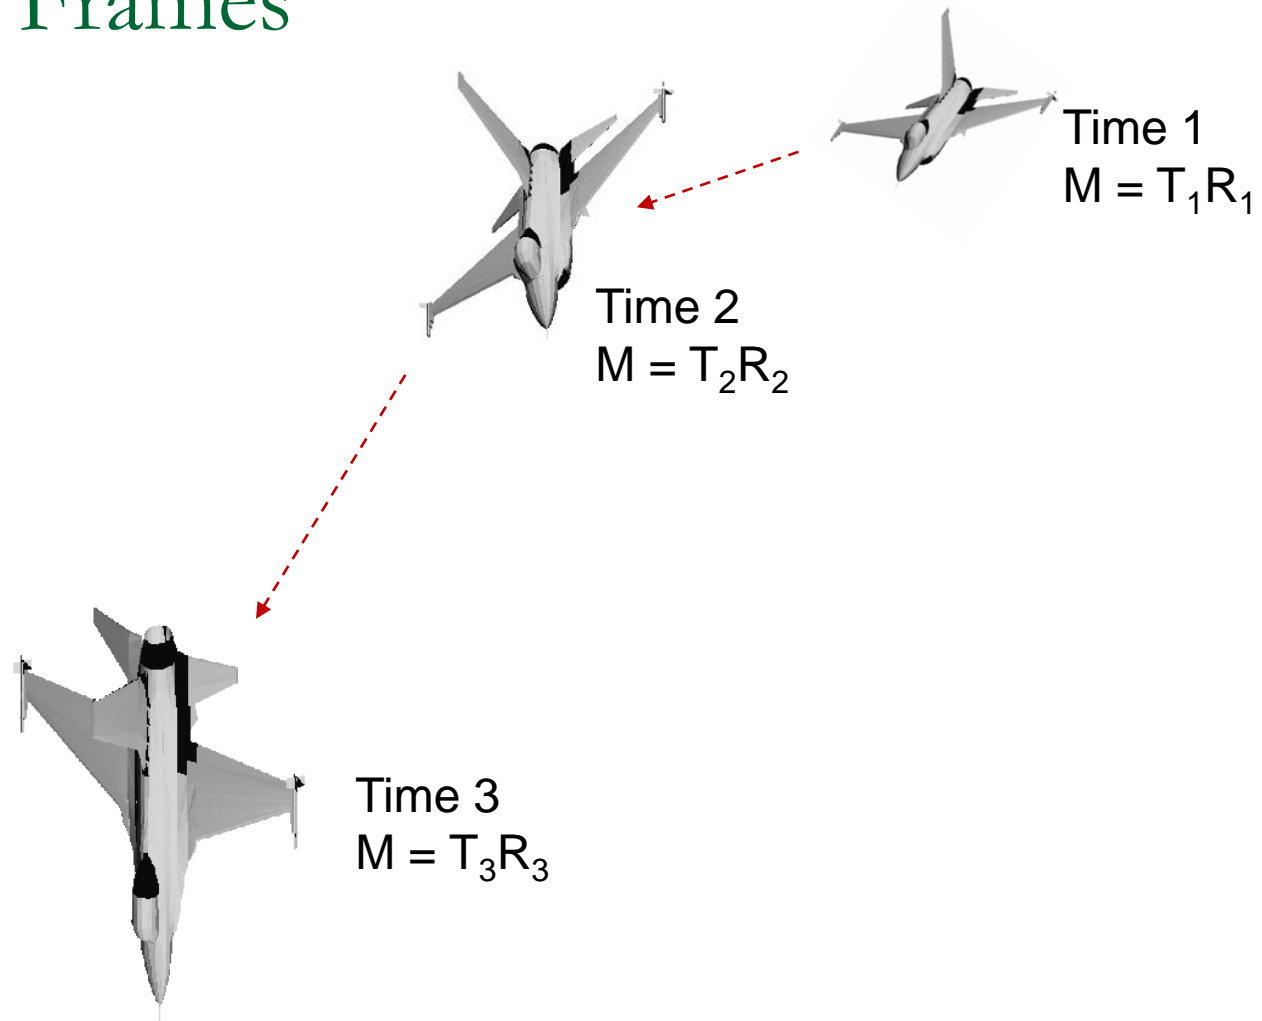 Frames
Time 1
M = T₁R₁
Time 2
M = T₂R₂
Time 3
M = T₃R₃